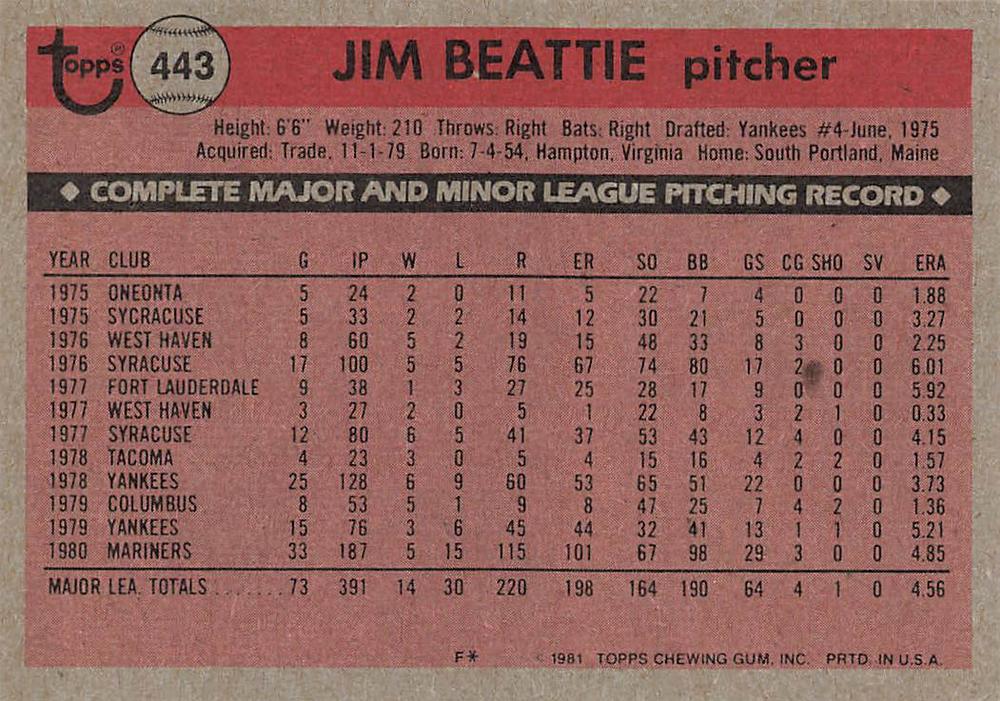 topps® 443 JIM BEATTIE pitcher
Height: 6'6" Weight: 210 Throws: Right Bats: Right Drafted: Yankees #4-June, 1975
Acquired: Trade, 11-1-79 Born: 7-4-54, Hampton, Virginia Home: South Portland, Maine
◆ COMPLETE MAJOR AND MINOR LEAGUE PITCHING RECORD ◆
YEAR CLUB G IP W L R ER SO BB GS CG SHO SV ERA
1975 ONEONTA 5 24 2 0 11 5 22 7 4 0 0 0 1.88
1975 SYCRACUSE 5 33 2 2 14 12 30 21 5 0 0 0 3.27
1976 WEST HAVEN 8 60 5 2 19 15 48 33 8 3 0 0 2.25
1976 SYRACUSE 17 100 5 5 76 67 74 80 17 2 0 0 6.01
1977 FORT LAUDERDALE 9 38 1 3 27 25 28 17 9 0 0 0 5.92
1977 WEST HAVEN 3 27 2 0 5 1 22 8 3 2 1 0 0.33
1977 SYRACUSE 12 80 6 5 41 37 53 43 12 4 0 0 4.15
1978 TACOMA 4 23 3 0 5 4 15 16 4 2 2 0 1.57
1978 YANKEES 25 128 6 9 60 53 65 51 22 0 0 0 3.73
1979 COLUMBUS 8 53 5 1 9 8 47 25 7 4 2 0 1.36
1979 YANKEES 15 76 3 6 45 44 32 41 13 1 1 0 5.21
1980 MARINERS 33 187 5 15 115 101 67 98 29 3 0 0 4.85
MAJOR LEA. TOTALS ....... 73 391 14 30 220 198 164 190 64 4 1 0 4.56
F* © 1981 TOPPS CHEWING GUM, INC. PRTD. IN U.S.A.